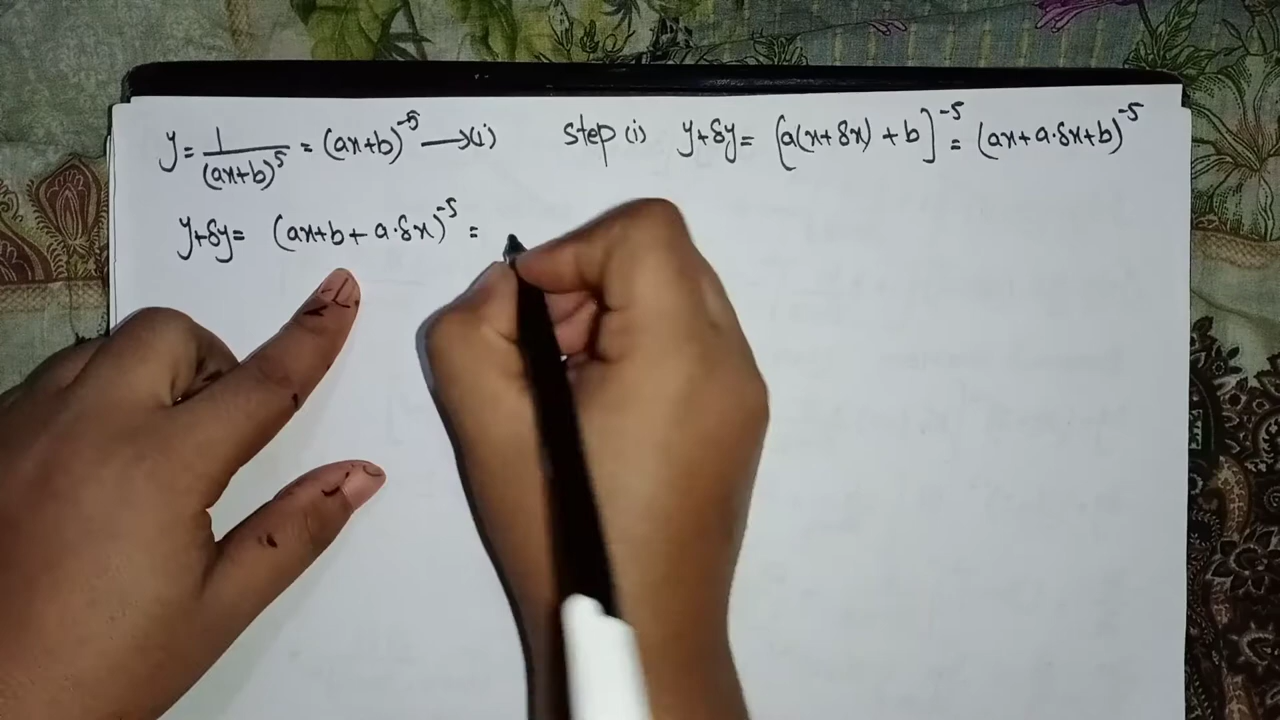 y = 1/(ax+b)^5 = (ax+b)^-5 → (i) step (i) y+δy = [a(x+δx) + b]^-5 = (ax+a·δx+b)^-5
y+δy = (ax+b+ a·δx)^-5 =